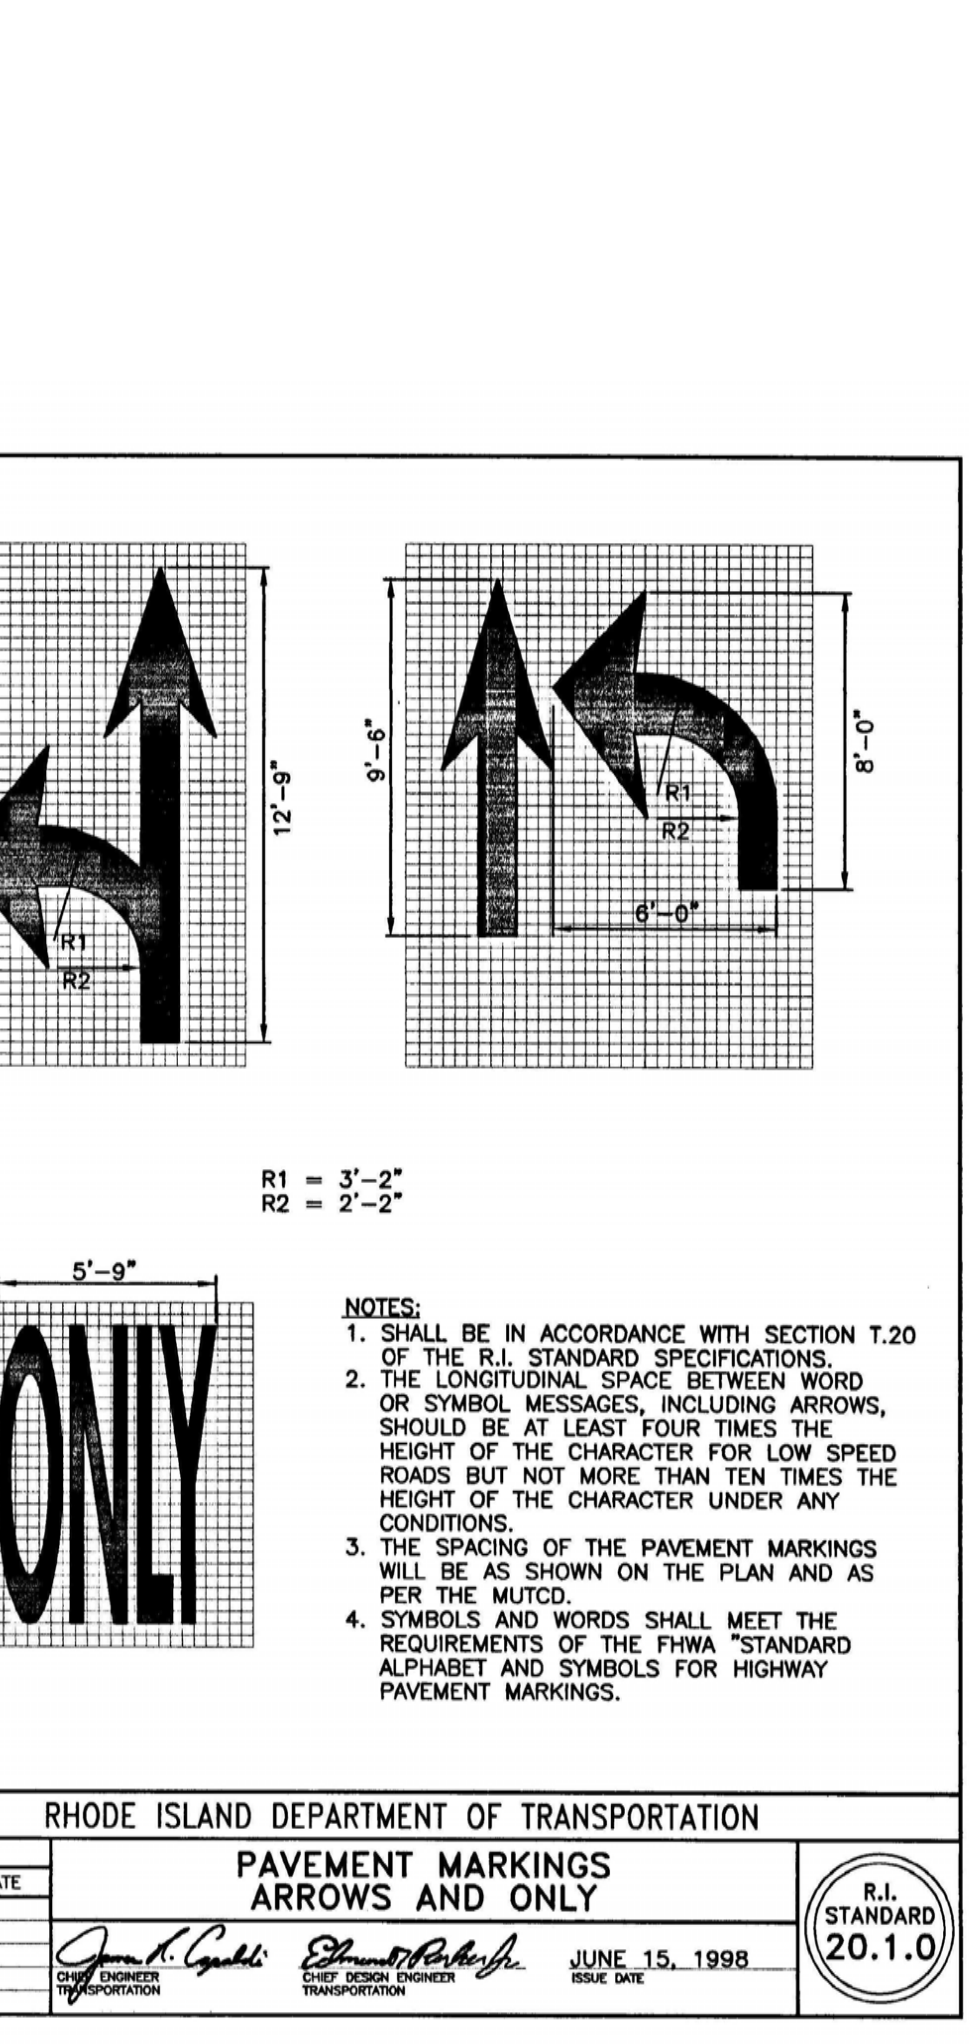 12'-9"
R1
R2
9'-6"
8'-0"
R1
R2
6'-0"
R1 = 3'-2"
R2 = 2'-2"
5'-9"
ONLY
NOTES:
1. SHALL BE IN ACCORDANCE WITH SECTION T.20
OF THE R.I. STANDARD SPECIFICATIONS.
2. THE LONGITUDINAL SPACE BETWEEN WORD
OR SYMBOL MESSAGES, INCLUDING ARROWS,
SHOULD BE AT LEAST FOUR TIMES THE
HEIGHT OF THE CHARACTER FOR LOW SPEED
ROADS BUT NOT MORE THAN TEN TIMES THE
HEIGHT OF THE CHARACTER UNDER ANY
CONDITIONS.
3. THE SPACING OF THE PAVEMENT MARKINGS
WILL BE AS SHOWN ON THE PLAN AND AS
PER THE MUTCD.
4. SYMBOLS AND WORDS SHALL MEET THE
REQUIREMENTS OF THE FHWA "STANDARD
ALPHABET AND SYMBOLS FOR HIGHWAY
PAVEMENT MARKINGS.
RHODE ISLAND DEPARTMENT OF TRANSPORTATION
PAVEMENT MARKINGS
ARROWS AND ONLY
R.I.
STANDARD
20.1.0
James R. Capaldi
CHIEF ENGINEER
TRANSPORTATION
Edmund T. Parker Jr.
CHIEF DESIGN ENGINEER
TRANSPORTATION
JUNE 15, 1998
ISSUE DATE